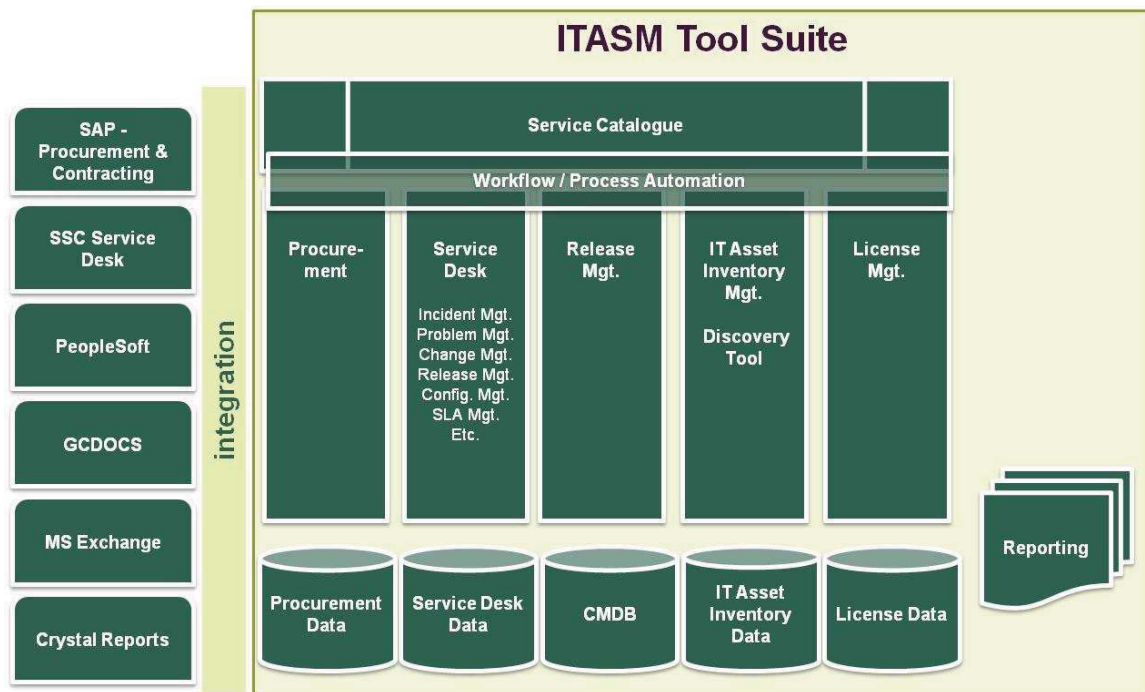 ITASM Tool Suite
SAP -
Procurement &
Contracting
SSC Service
Desk
PeopleSoft
GCDOCS
MS Exchange
Crystal Reports
integration
Service Catalogue
Workflow / Process Automation
Procure-
ment
Service
Desk
Incident Mgt.
Problem Mgt.
Change Mgt.
Release Mgt.
Config. Mgt.
SLA Mgt.
Etc.
Release
Mgt.
IT Asset
Inventory
Mgt.
Discovery
Tool
License
Mgt.
Procurement
Data
Service Desk
Data
CMDB
IT Asset
Inventory
Data
License Data
Reporting